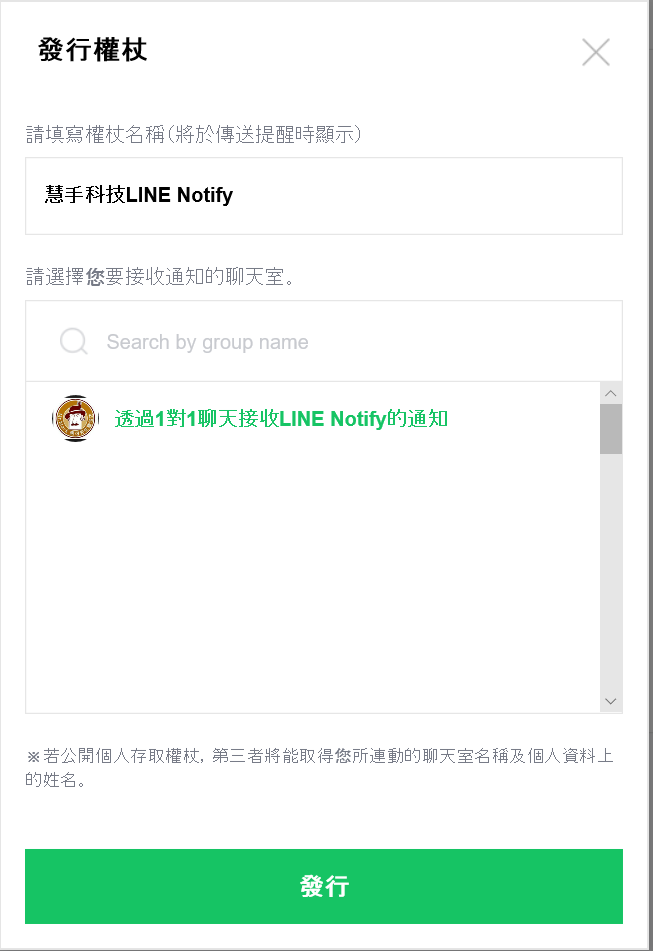 發行權杖
請填寫權杖名稱(將於傳送提醒時顯示)
慧手科技LINE Notify
請選擇您要接收通知的聊天室。
Search by group name
透過1對1聊天接收LINE Notify的通知
※若公開個人存取權杖, 第三者將能取得您所連動的聊天室名稱及個人資料上
的姓名。
發行